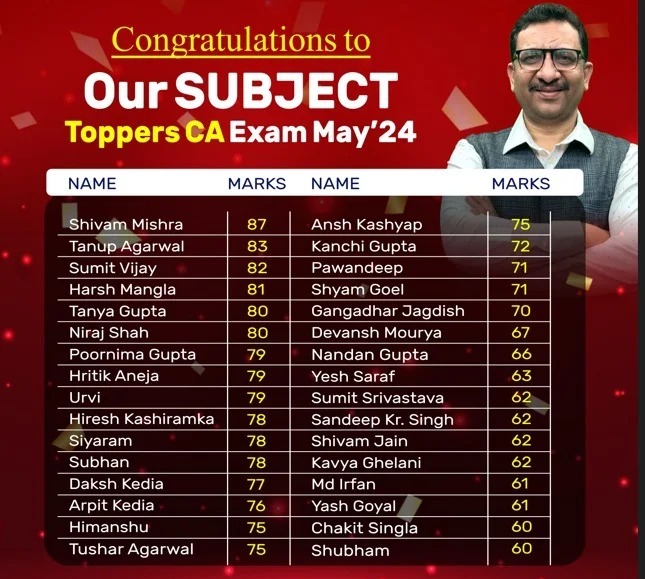 Congratulations to
Our SUBJECT
Toppers CA Exam May'24
NAME MARKS NAME MARKS
Shivam Mishra 87 Ansh Kashyap 75
Tanup Agarwal 83 Kanchi Gupta 72
Sumit Vijay 82 Pawandeep 71
Harsh Mangla 81 Shyam Goel 71
Tanya Gupta 80 Gangadhar Jagdish 70
Niraj Shah 80 Devansh Mourya 67
Poornima Gupta 79 Nandan Gupta 66
Hritik Aneja 79 Yesh Saraf 63
Urvi 79 Sumit Srivastava 62
Hiresh Kashiramka 78 Sandeep Kr. Singh 62
Siyaram 78 Shivam Jain 62
Subhan 78 Kavya Ghelani 62
Daksh Kedia 77 Md Irfan 61
Arpit Kedia 76 Yash Goyal 61
Himanshu 75 Chakit Singla 60
Tushar Agarwal 75 Shubham 60